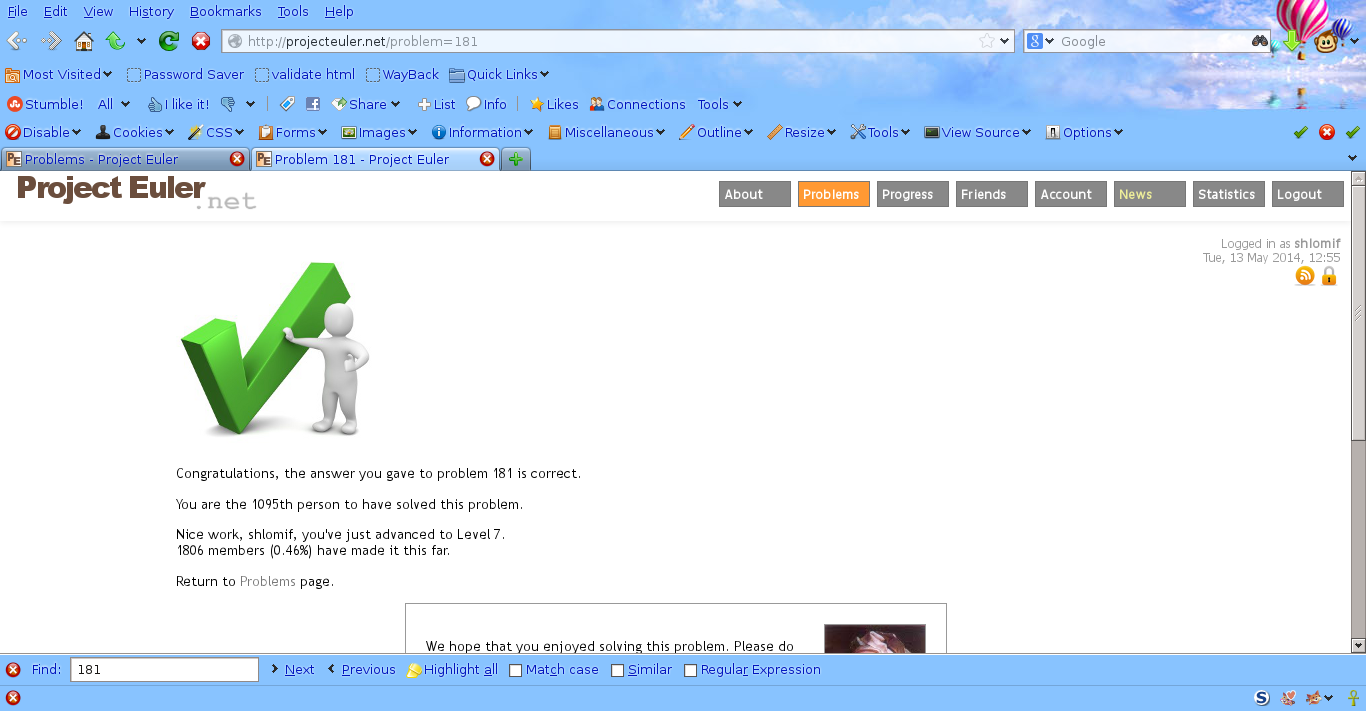 File Edit View History Bookmarks Tools Help
http://projecteuler.net/problem=181 Google
Most Visited Password Saver validate html WayBack Quick Links
Stumble! All I like it! Share List Info Likes Connections Tools
Disable Cookies CSS Forms Images Information Miscellaneous Outline Resize Tools View Source Options
Problems - Project Euler Problem 181 - Project Euler
Project Euler
.net
About Problems Progress Friends Account News Statistics Logout
Logged in as shlomif
Tue, 13 May 2014, 12:55
Congratulations, the answer you gave to problem 181 is correct.
You are the 1095th person to have solved this problem.
Nice work, shlomif, you've just advanced to Level 7.
1806 members (0.46%) have made it this far.
Return to Problems page.
We hope that you enjoyed solving this problem. Please do
Find: 181 Next Previous Highlight all Match case Similar Regular Expression